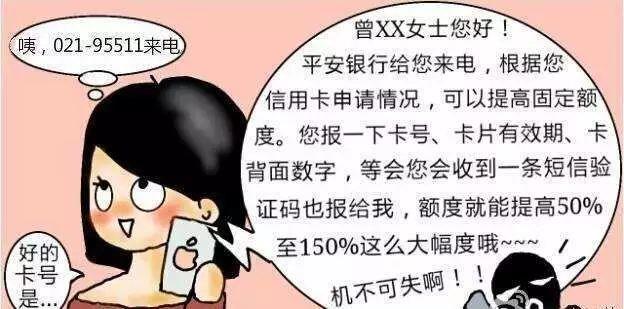 咦，021-95511来电
曾XX女士您好！
平安银行给您来电，根据您
信用卡申请情况，可以提高固定额
度。您报一下卡号、卡片有效期、卡
背面数字，等会您会收到一条短信验
证码也报给我，额度就能提高50%
至150%这么大幅度哦~~~
机不可失啊！！
好的
卡号
是...